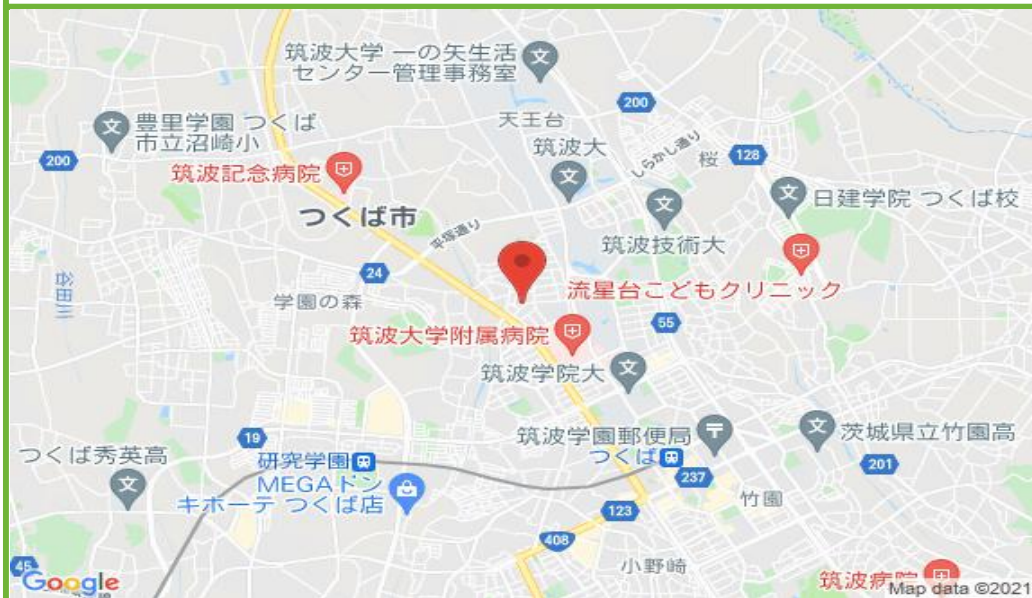 筑波大学 一の矢生活
センター管理事務室
200
天王台
豊里学園 つくば
市立沼崎小
しらかし通り
筑波大
桜
128
200
筑波記念病院
日建学院 つくば校
つくば市
平塚通り
筑波技術大
24
谷田川
学園の森
流星台こどもクリニック
55
筑波大学附属病院
筑波学院大
筑波学園郵便局
茨城県立竹園高
19
つくば秀英高
研究学園
つくば
201
237
MEGAドン
キホーテ つくば店
竹園
123
408
小野崎
45
Google
筑波病院
Map data ©2021